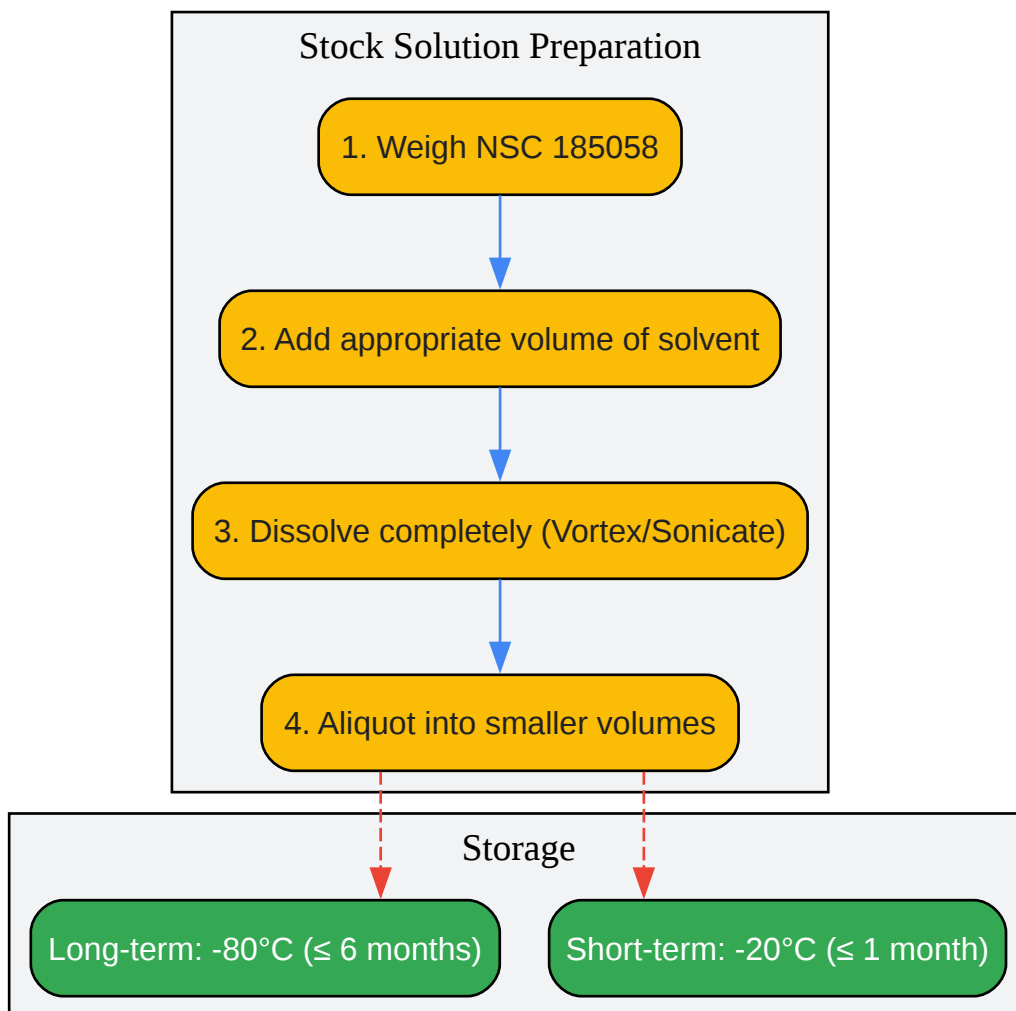 Stock Solution Preparation
1. Weigh NSC 185058
2. Add appropriate volume of solvent
3. Dissolve completely (Vortex/Sonicate)
4. Aliquot into smaller volumes
Storage
Long-term: -80°C (≤ 6 months)
Short-term: -20°C (≤ 1 month)